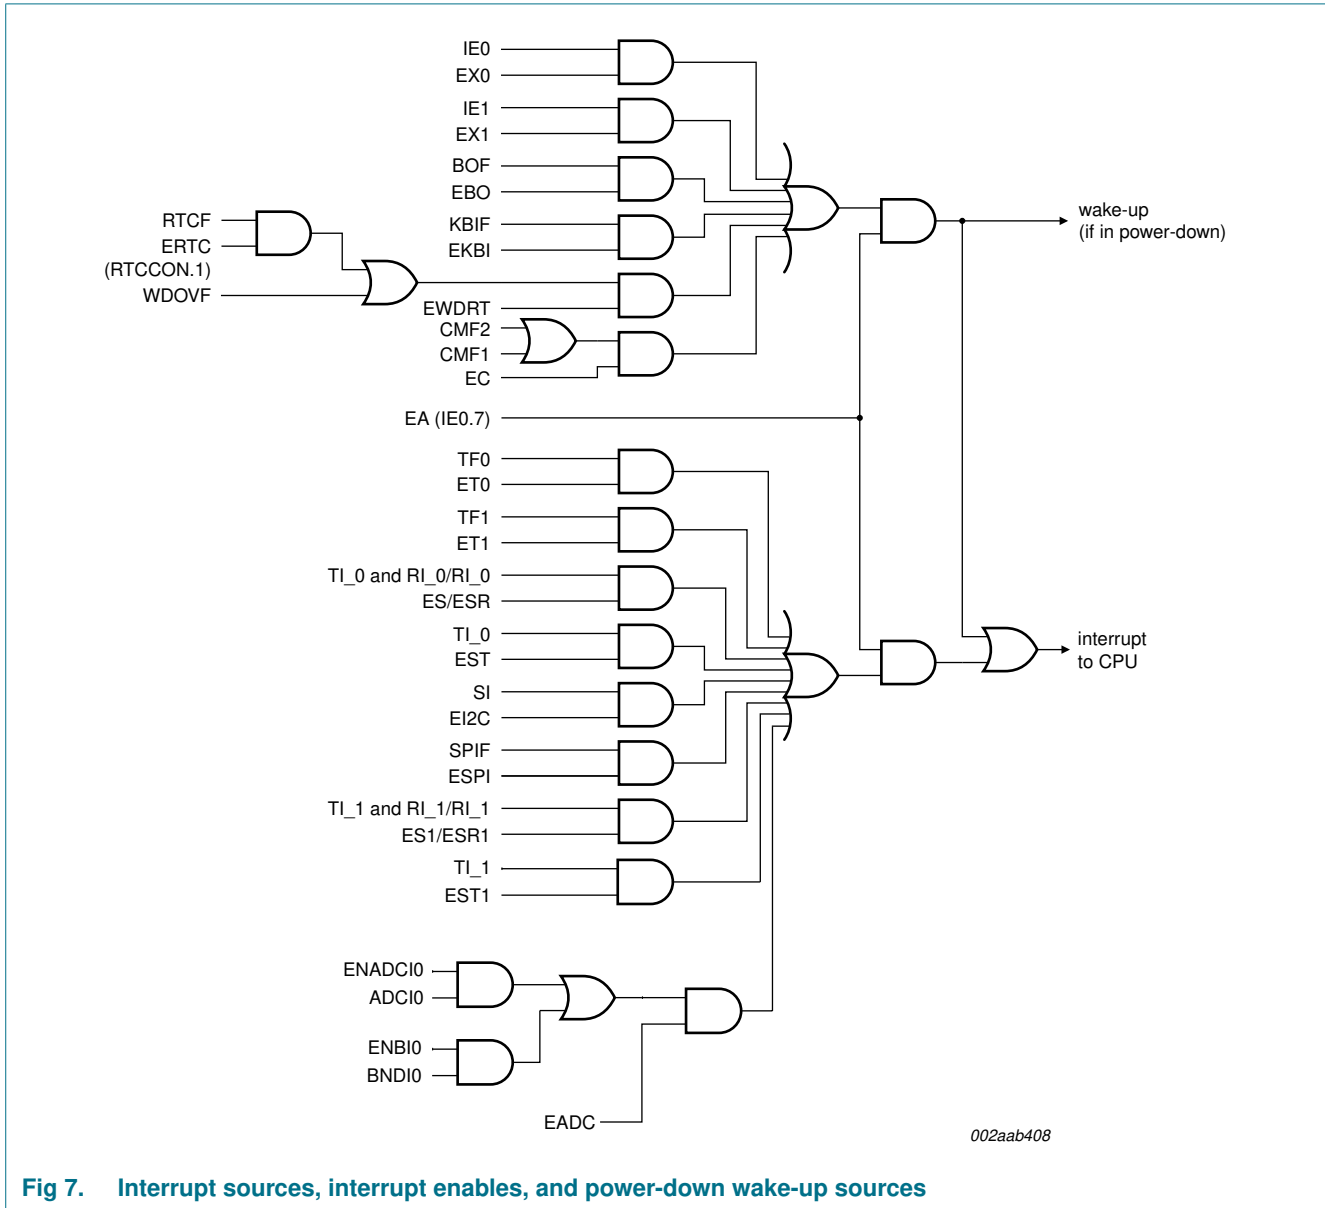 IE0
EX0
IE1
EX1
BOF
EBO
KBIF
EKBI
RTCF
ERTC
(RTCCON.1)
WDOVF
EWDRT
CMF2
CMF1
EC
EA (IE0.7)
wake-up
(if in power-down)
TF0
ET0
TF1
ET1
TI_0 and RI_0/RI_0
ES/ESR
TI_0
EST
SI
EI2C
SPIF
ESPI
TI_1 and RI_1/RI_1
ES1/ESR1
TI_1
EST1
interrupt
to CPU
ENADCI0
ADCI0
ENBI0
BNDI0
EADC
002aab408
Fig 7. Interrupt sources, interrupt enables, and power-down wake-up sources